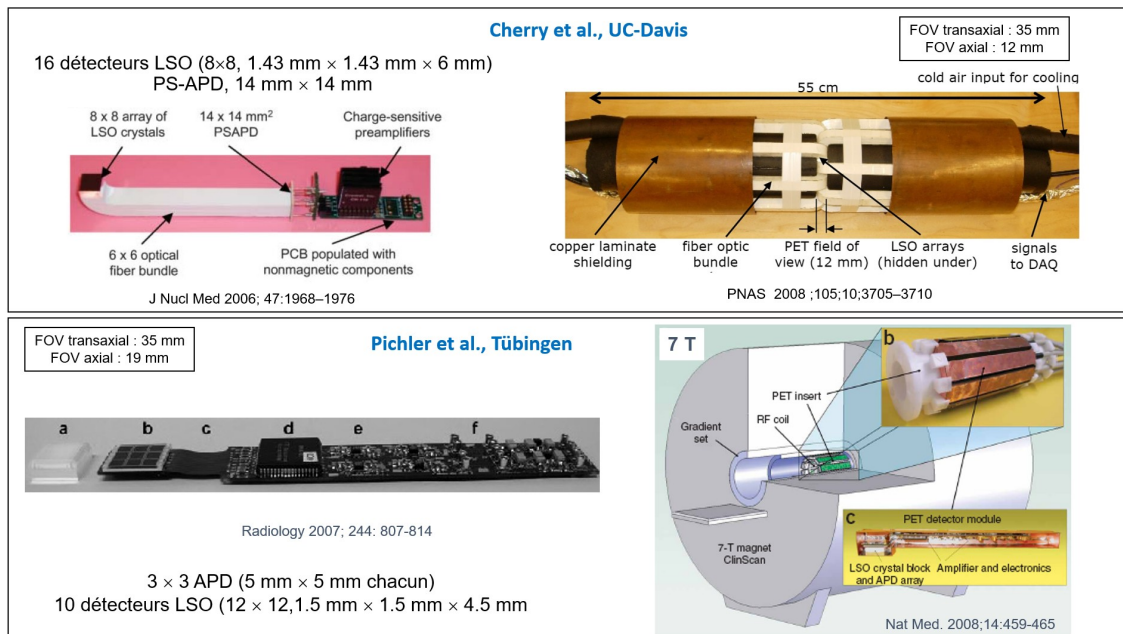 Cherry et al., UC-Davis
FOV transaxial : 35 mm
FOV axial : 12 mm
16 détecteurs LSO (8×8, 1.43 mm × 1.43 mm × 6 mm)
PS-APD, 14 mm × 14 mm
8 x 8 array of
LSO crystals
14 x 14 mm²
PSAPD
Charge-sensitive
preamplifiers
6 x 6 optical
fiber bundle
PCB populated with
nonmagnetic components
J Nucl Med 2006; 47:1968–1976
cold air input for cooling
55 cm
copper laminate
shielding
fiber optic
bundle
PET field of
view (12 mm)
LSO arrays
(hidden under)
signals
to DAQ
PNAS 2008 ;105;10;3705–3710
FOV transaxial : 35 mm
FOV axial : 19 mm
Pichler et al., Tübingen
a b c d e f
Radiology 2007; 244: 807-814
3 × 3 APD (5 mm × 5 mm chacun)
10 détecteurs LSO (12 × 12,1.5 mm × 1.5 mm × 4.5 mm
7 T
b
PET insert
RF coil
Gradient
set
7-T magnet
ClinScan
C
PET detector module
LSO crystal block
and APD array
Amplifier and electronics
Nat Med. 2008;14:459-465